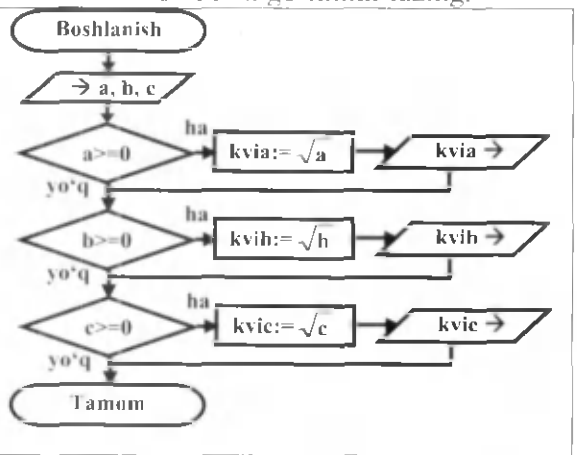 Boshlanish
→ a, b, c
ha
a>=0
kvia:= √a
kvia →
yo‘q
ha
b>=0
kvib:= √b
kvib →
yo‘q
ha
c>=0
kvic:= √c
kvic →
yo‘q
Tamom